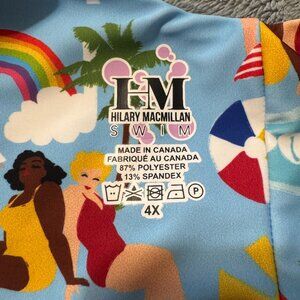 HM
HILARY MACMILLAN
SWIM
MADE IN CANADA
FABRIQUÉ AU CANADA
87% POLYESTER
13% SPANDEX
P
4X